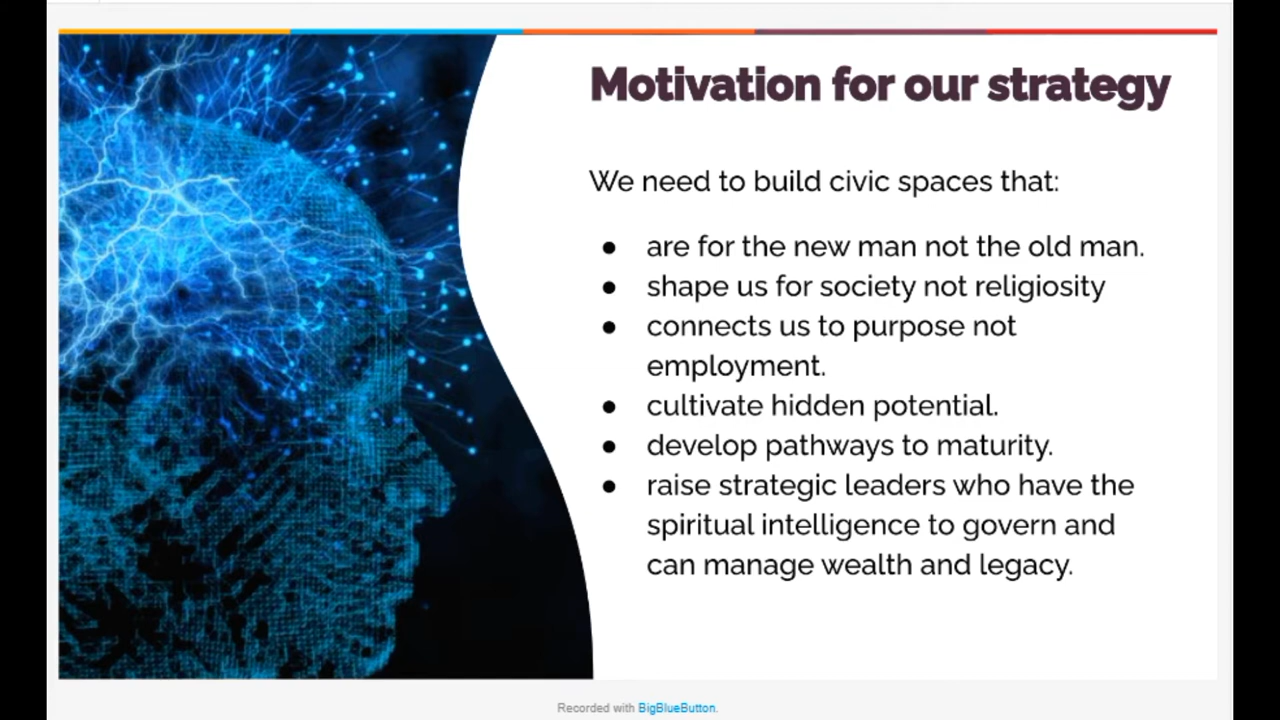 Motivation for our strategy
We need to build civic spaces that:
● are for the new man not the old man.
● shape us for society not religiosity
● connects us to purpose not
employment.
● cultivate hidden potential.
● develop pathways to maturity.
● raise strategic leaders who have the
spiritual intelligence to govern and
can manage wealth and legacy.
Recorded with BigBlueButton.